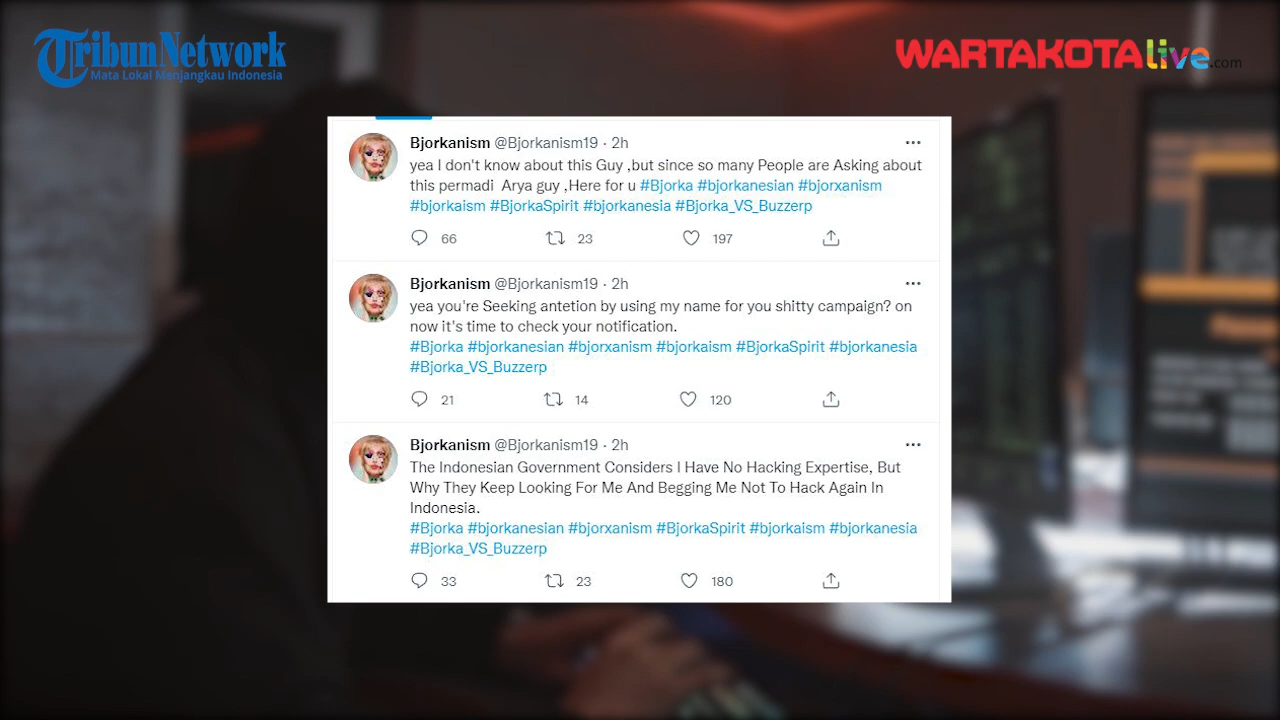 TribunNetwork
Mata Lokal Menjangkau Indonesia
WARTAKOTAlive.com
Bjorkanism @Bjorkanism19 · 2h
yea I don't know about this Guy ,but since so many People are Asking about
this permadi Arya guy ,Here for u #Bjorka #bjorkanesian #bjorxanism
#bjorkaism #BjorkaSpirit #bjorkanesia #Bjorka_VS_Buzzerp
66 23 197
Bjorkanism @Bjorkanism19 · 2h
yea you're Seeking antetion by using my name for you shitty campaign? on
now it's time to check your notification.
#Bjorka #bjorkanesian #bjorxanism #bjorkaism #BjorkaSpirit #bjorkanesia
#Bjorka_VS_Buzzerp
21 14 120
Bjorkanism @Bjorkanism19 · 2h
The Indonesian Government Considers I Have No Hacking Expertise, But
Why They Keep Looking For Me And Begging Me Not To Hack Again In
Indonesia.
#Bjorka #bjorkanesian #bjorxanism #BjorkaSpirit #bjorkaism #bjorkanesia
#Bjorka_VS_Buzzerp
33 23 180